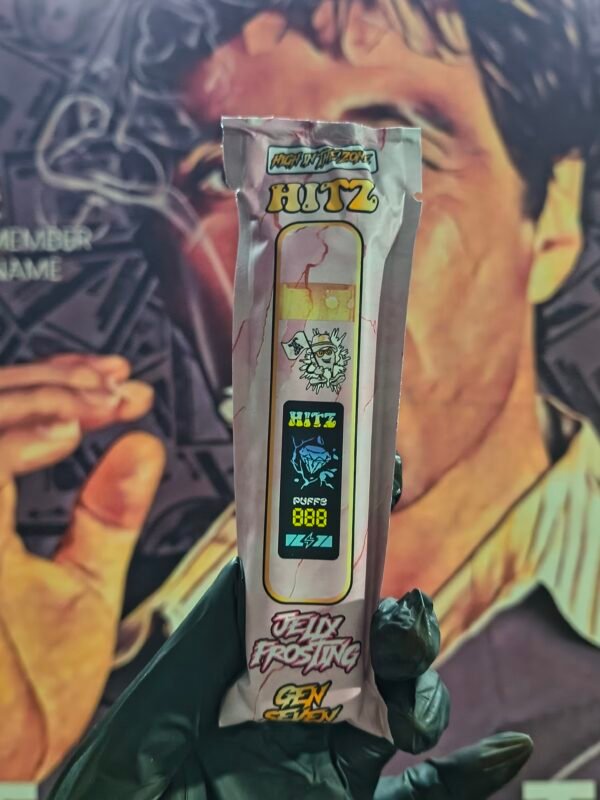 MEMBER
NAME
HIGH IN THE ZONE
HITZ
HITZ
PUFFS
888
JELLY
FROSTING
GEN
SEVEN